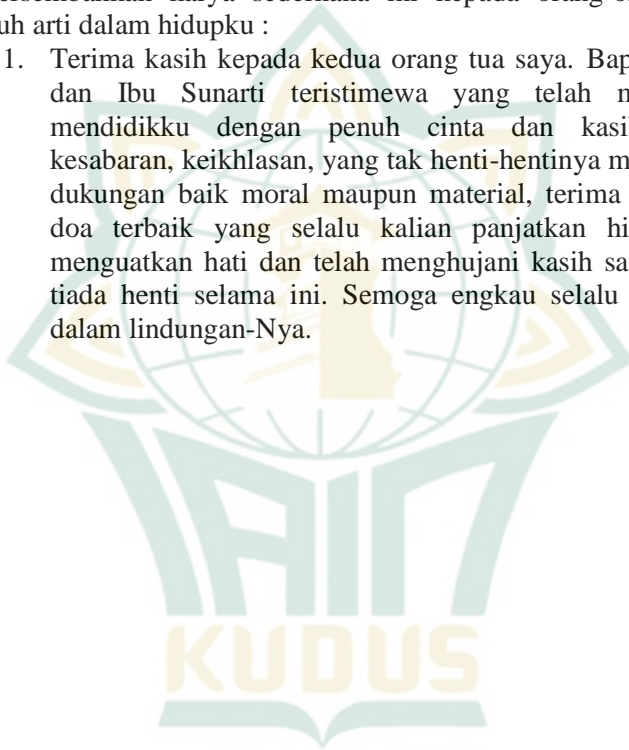 sederhana ini kepada
uh arti dalam hidupku :
1. Terima kasih kepada kedua orang tua saya. Bap
dan Ibu Sunarti teristimewa yang telah m
mendidikku dengan penuh cinta dan kasi
kesabaran, keikhlasan, yang tak henti-hentinya m
dukungan baik moral maupun material, terima
doa terbaik yang selalu kalian panjatkan hi
menguatkan hati dan telah menghujani kasih sa
tiada henti selama ini. Semoga engkau selalu
dalam lindungan-Nya.
IAIN
KUDUS